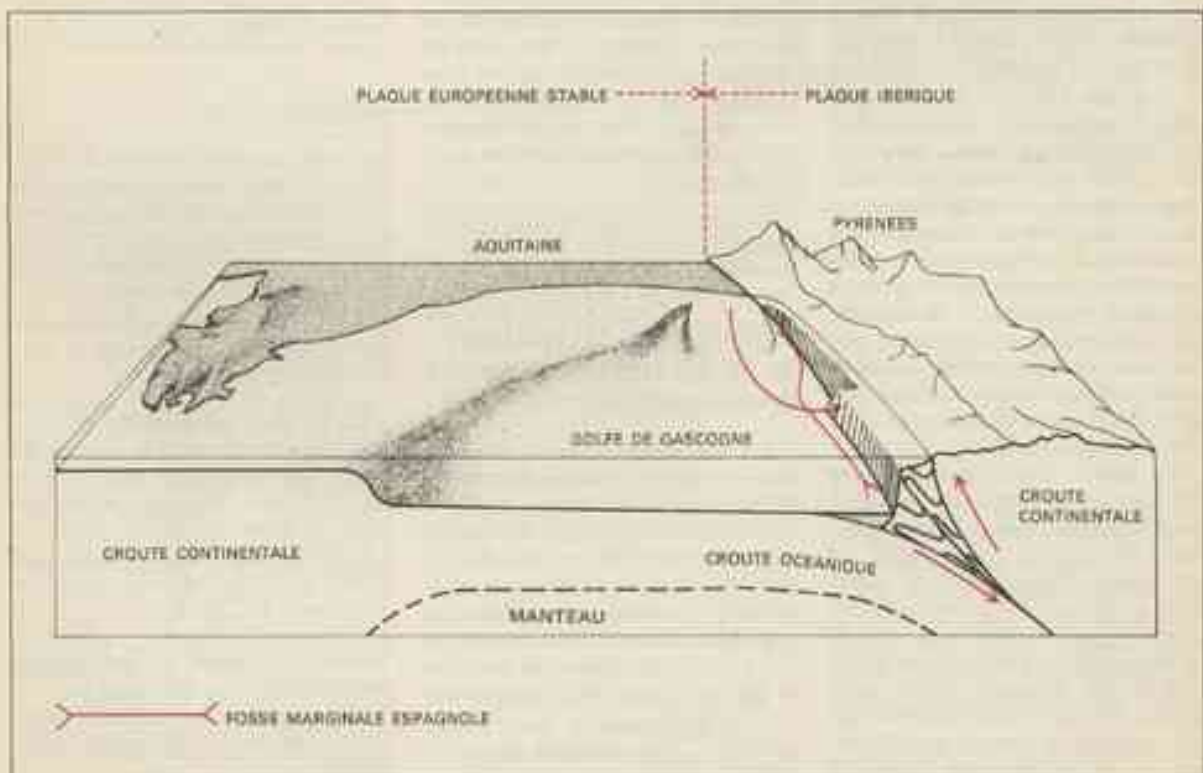 PLAQUE EUROPEENNE STABLE
PLAQUE IBERIQUE
PYRENEES
AQUITAINE
GOLFE DE GASCOGNE
CROUTE CONTINENTALE
CROUTE
CONTINENTALE
CROUTE OCEANIQUE
MANTEAU
FOSSE MARGINALE ESPAGNOLE